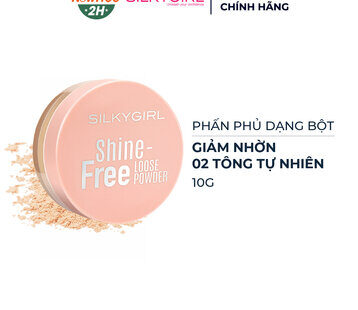 2H
SILKYGIRL
CHÍNH HÃNG
SILKYGIRL
Shine-
Free
LOOSE
POWDER
PHẤN PHỦ DẠNG BỘT
GIẢM NHỜN
02 TÔNG TỰ NHIÊN
10G